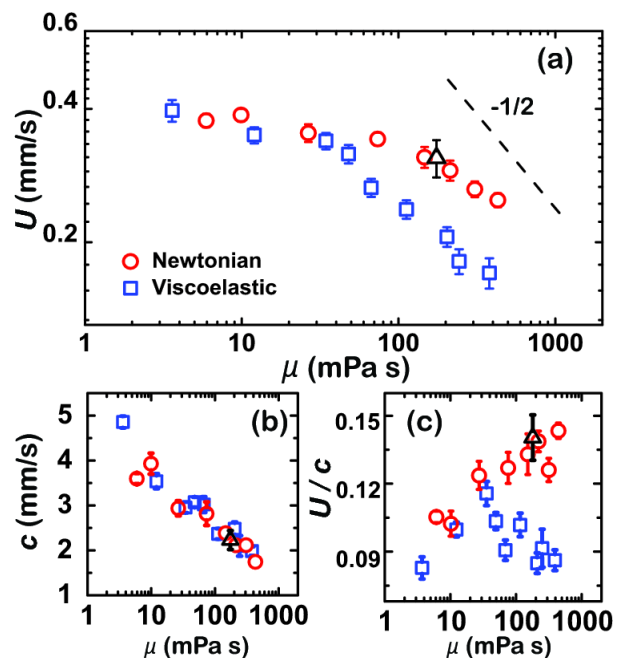 0.6
(a)
0.4
-1/2
U (mm/s)
0.2
Newtonian
Viscoelastic
1 10 100 1000
μ (mPa s)
5
4
3
2
1
(b)
c (mm/s)
1 10 100 1000
μ (mPa s)
0.15
0.12
0.09
(c)
U / c
1 10 100 1000
μ (mPa s)